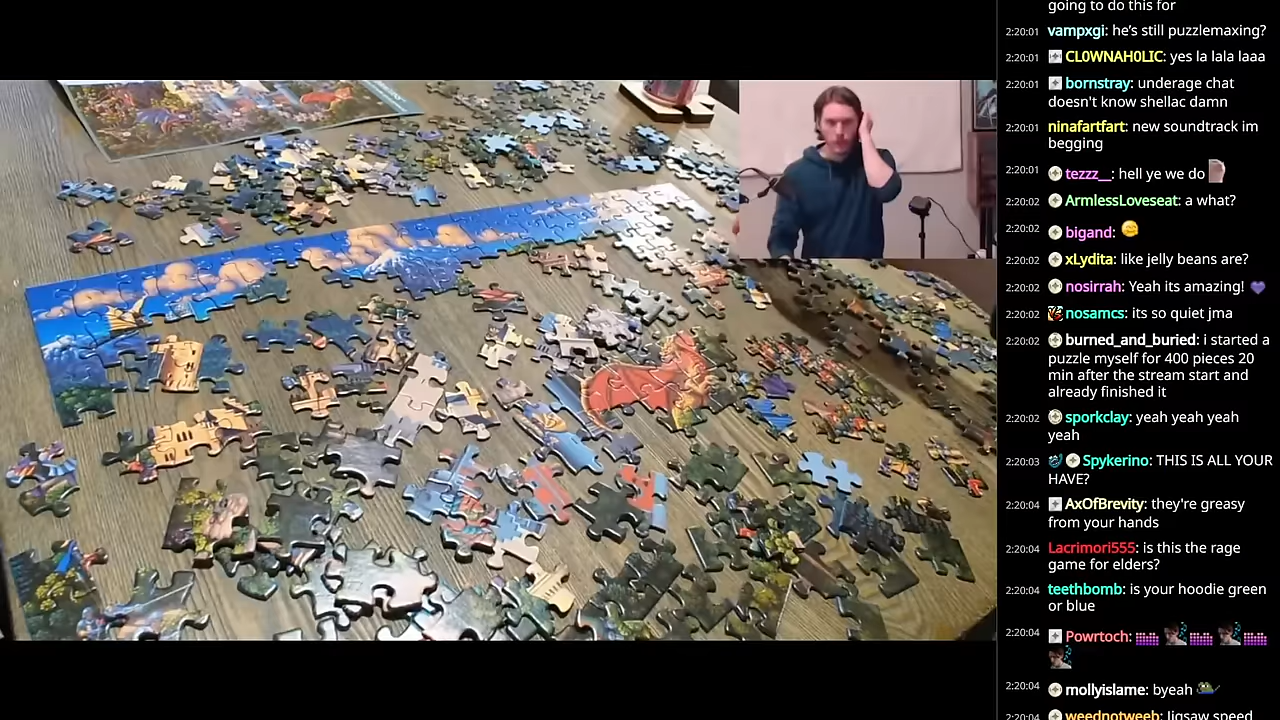 going to do this for
2:20:01 vampxgi: he's still puzzlemaxing?
2:20:01 CL0WNAH0LIC: yes la lala laaa
2:20:01 bornstray: underage chat
doesn't know shellac damn
2:20:01 ninafartfart: new soundtrack im
begging
2:20:01 tezzz__: hell ye we do
2:20:02 ArmlessLoveseat: a what?
2:20:02 bigand:
2:20:02 xLydita: like jelly beans are?
2:20:02 nosirrah: Yeah its amazing!
2:20:02 nosamcs: its so quiet jma
2:20:02 burned_and_buried: i started a
puzzle myself for 400 pieces 20
min after the stream start and
already finished it
2:20:02 sporkclay: yeah yeah yeah
yeah
2:20:03 Spykerino: THIS IS ALL YOUR
HAVE?
2:20:04 AxOfBrevity: they're greasy
from your hands
2:20:04 Lacrimori555: is this the rage
game for elders?
2:20:04 teethbomb: is your hoodie green
or blue
2:20:04 Powrtoch:
2:20:04 mollyislame: byeah
2:20:04 weednotweeb: Jigsaw speed